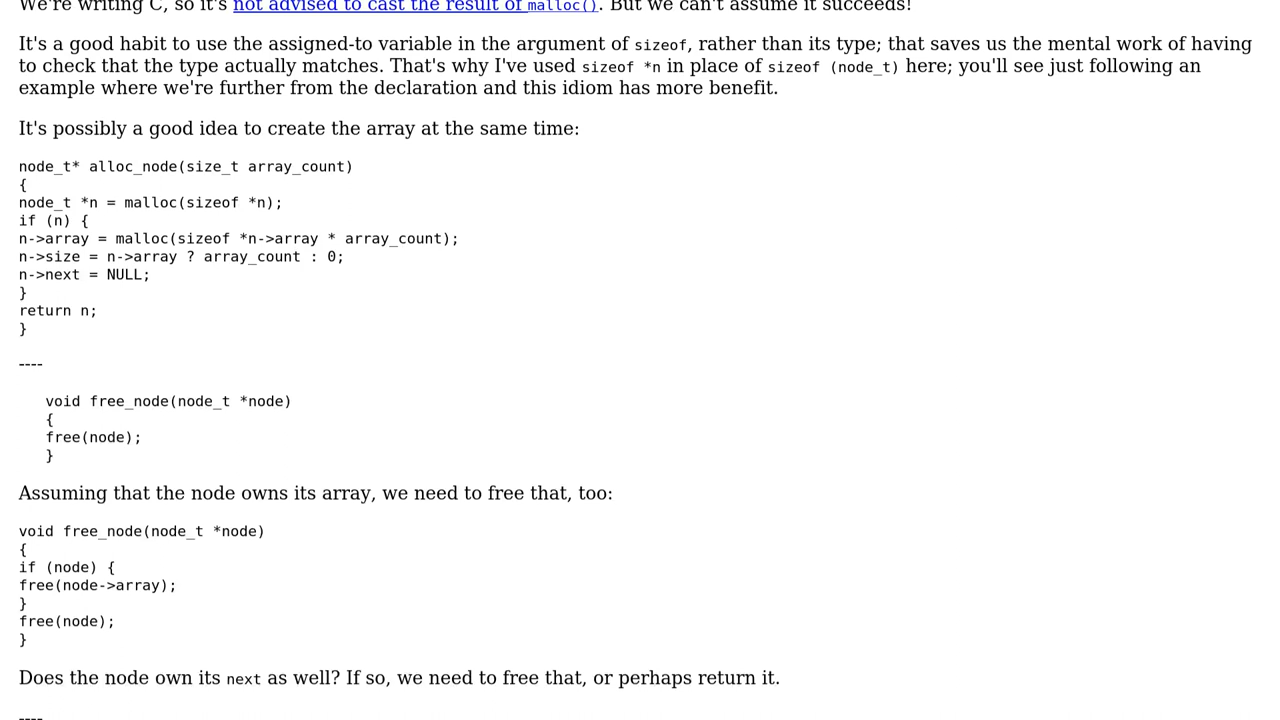 We're writing C, so it's not advised to cast the result of malloc(). But we can't assume it succeeds!
It's a good habit to use the assigned-to variable in the argument of sizeof, rather than its type; that saves us the mental work of having
to check that the type actually matches. That's why I've used sizeof *n in place of sizeof (node_t) here; you'll see just following an
example where we're further from the declaration and this idiom has more benefit.
It's possibly a good idea to create the array at the same time:
node_t* alloc_node(size_t array_count)
{
node_t *n = malloc(sizeof *n);
if (n) {
n->array = malloc(sizeof *n->array * array_count);
n->size = n->array ? array_count : 0;
n->next = NULL;
}
return n;
}
----
void free_node(node_t *node)
{
free(node);
}
Assuming that the node owns its array, we need to free that, too:
void free_node(node_t *node)
{
if (node) {
free(node->array);
}
free(node);
}
Does the node own its next as well? If so, we need to free that, or perhaps return it.
----